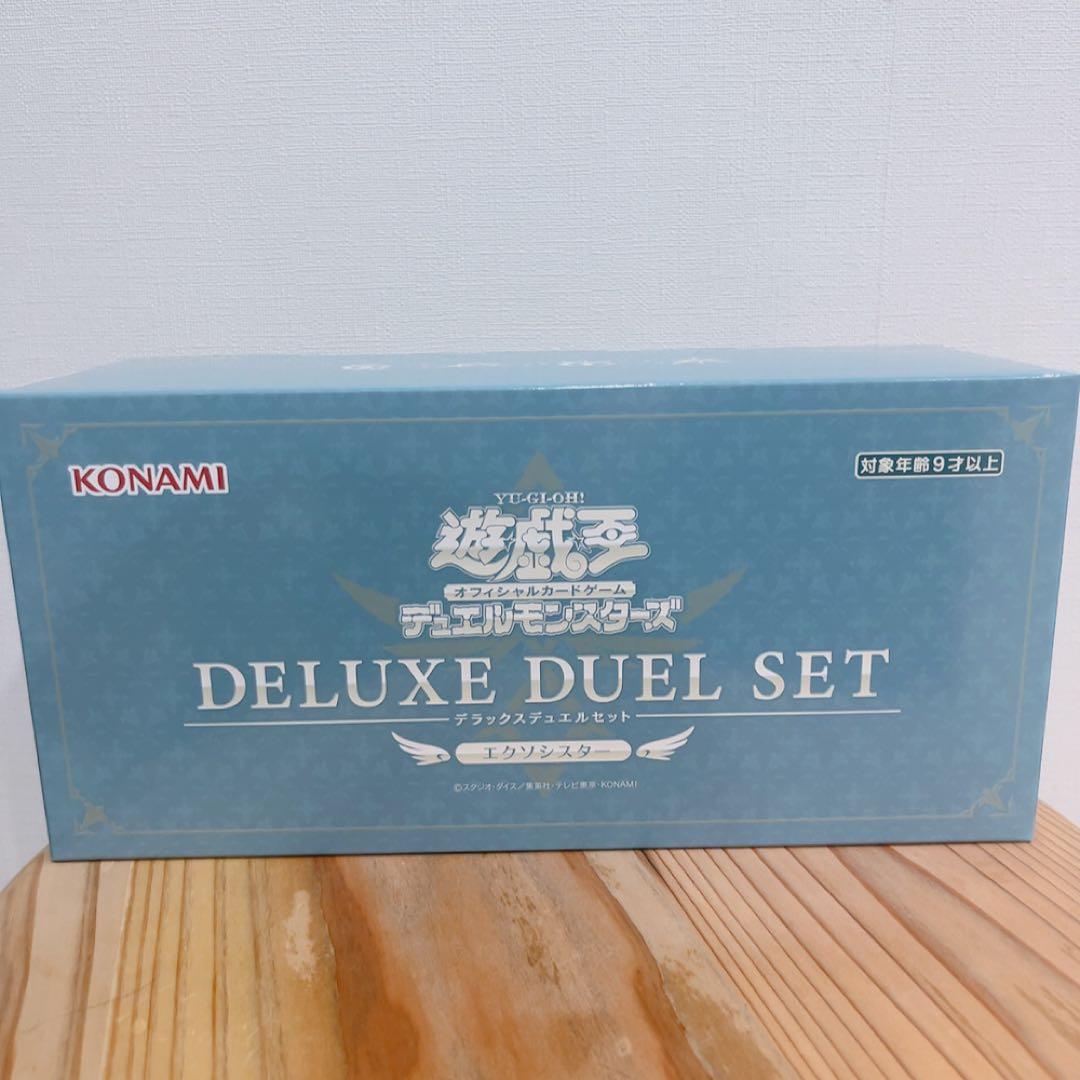 KONAMI
対象年齢9才以上
YU-GI-OH!
遊☆戯☆王
オフィシャルカードゲーム
デュエルモンスターズ
DELUXE DUEL SET
デラックスデュエルセット
エクソシスター
©スタジオ・ダイス／集英社・テレビ東京・KONAMI